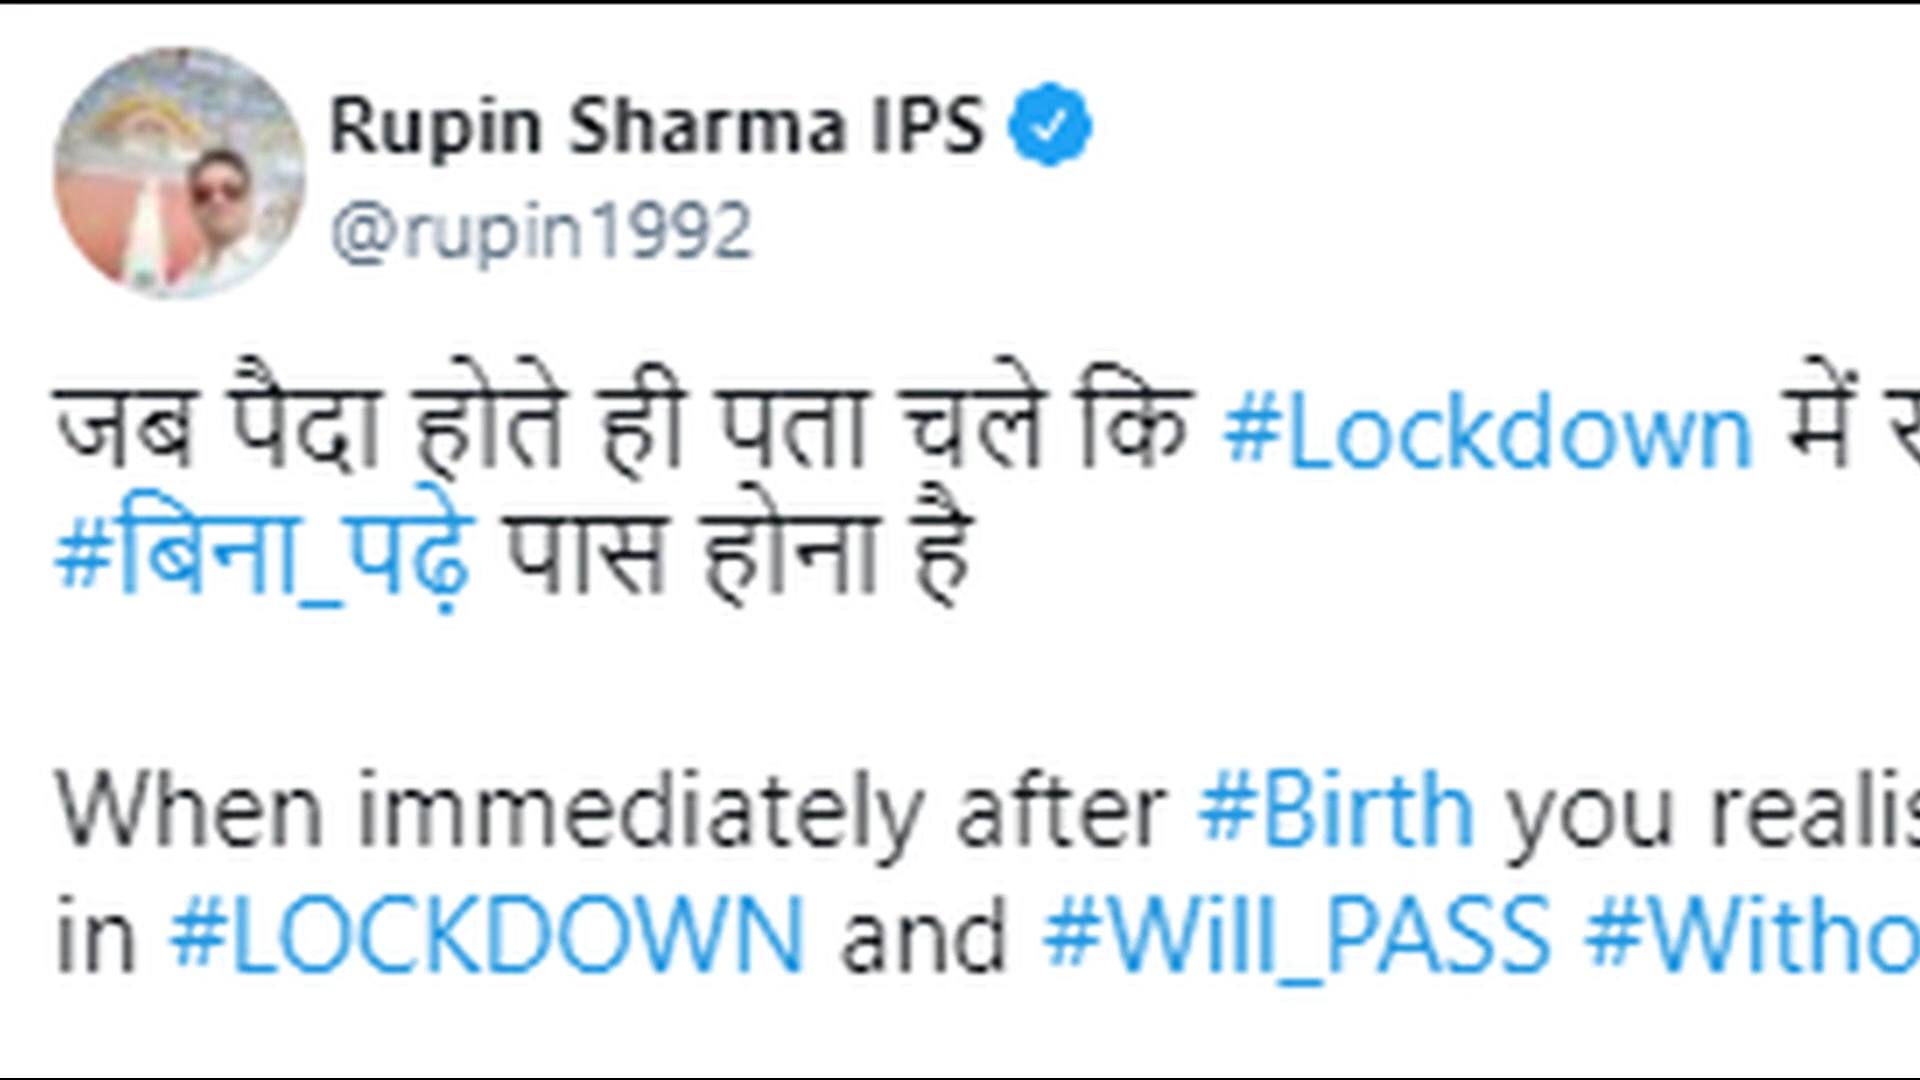 Rupin Sharma IPS
@rupin1992
जब पैदा होते ही पता चले कि #Lockdown में
#बिना_पढ़े पास होना है
When immediately after #Birth you realis
in #LOCKDOWN and #Will_PASS #Witho